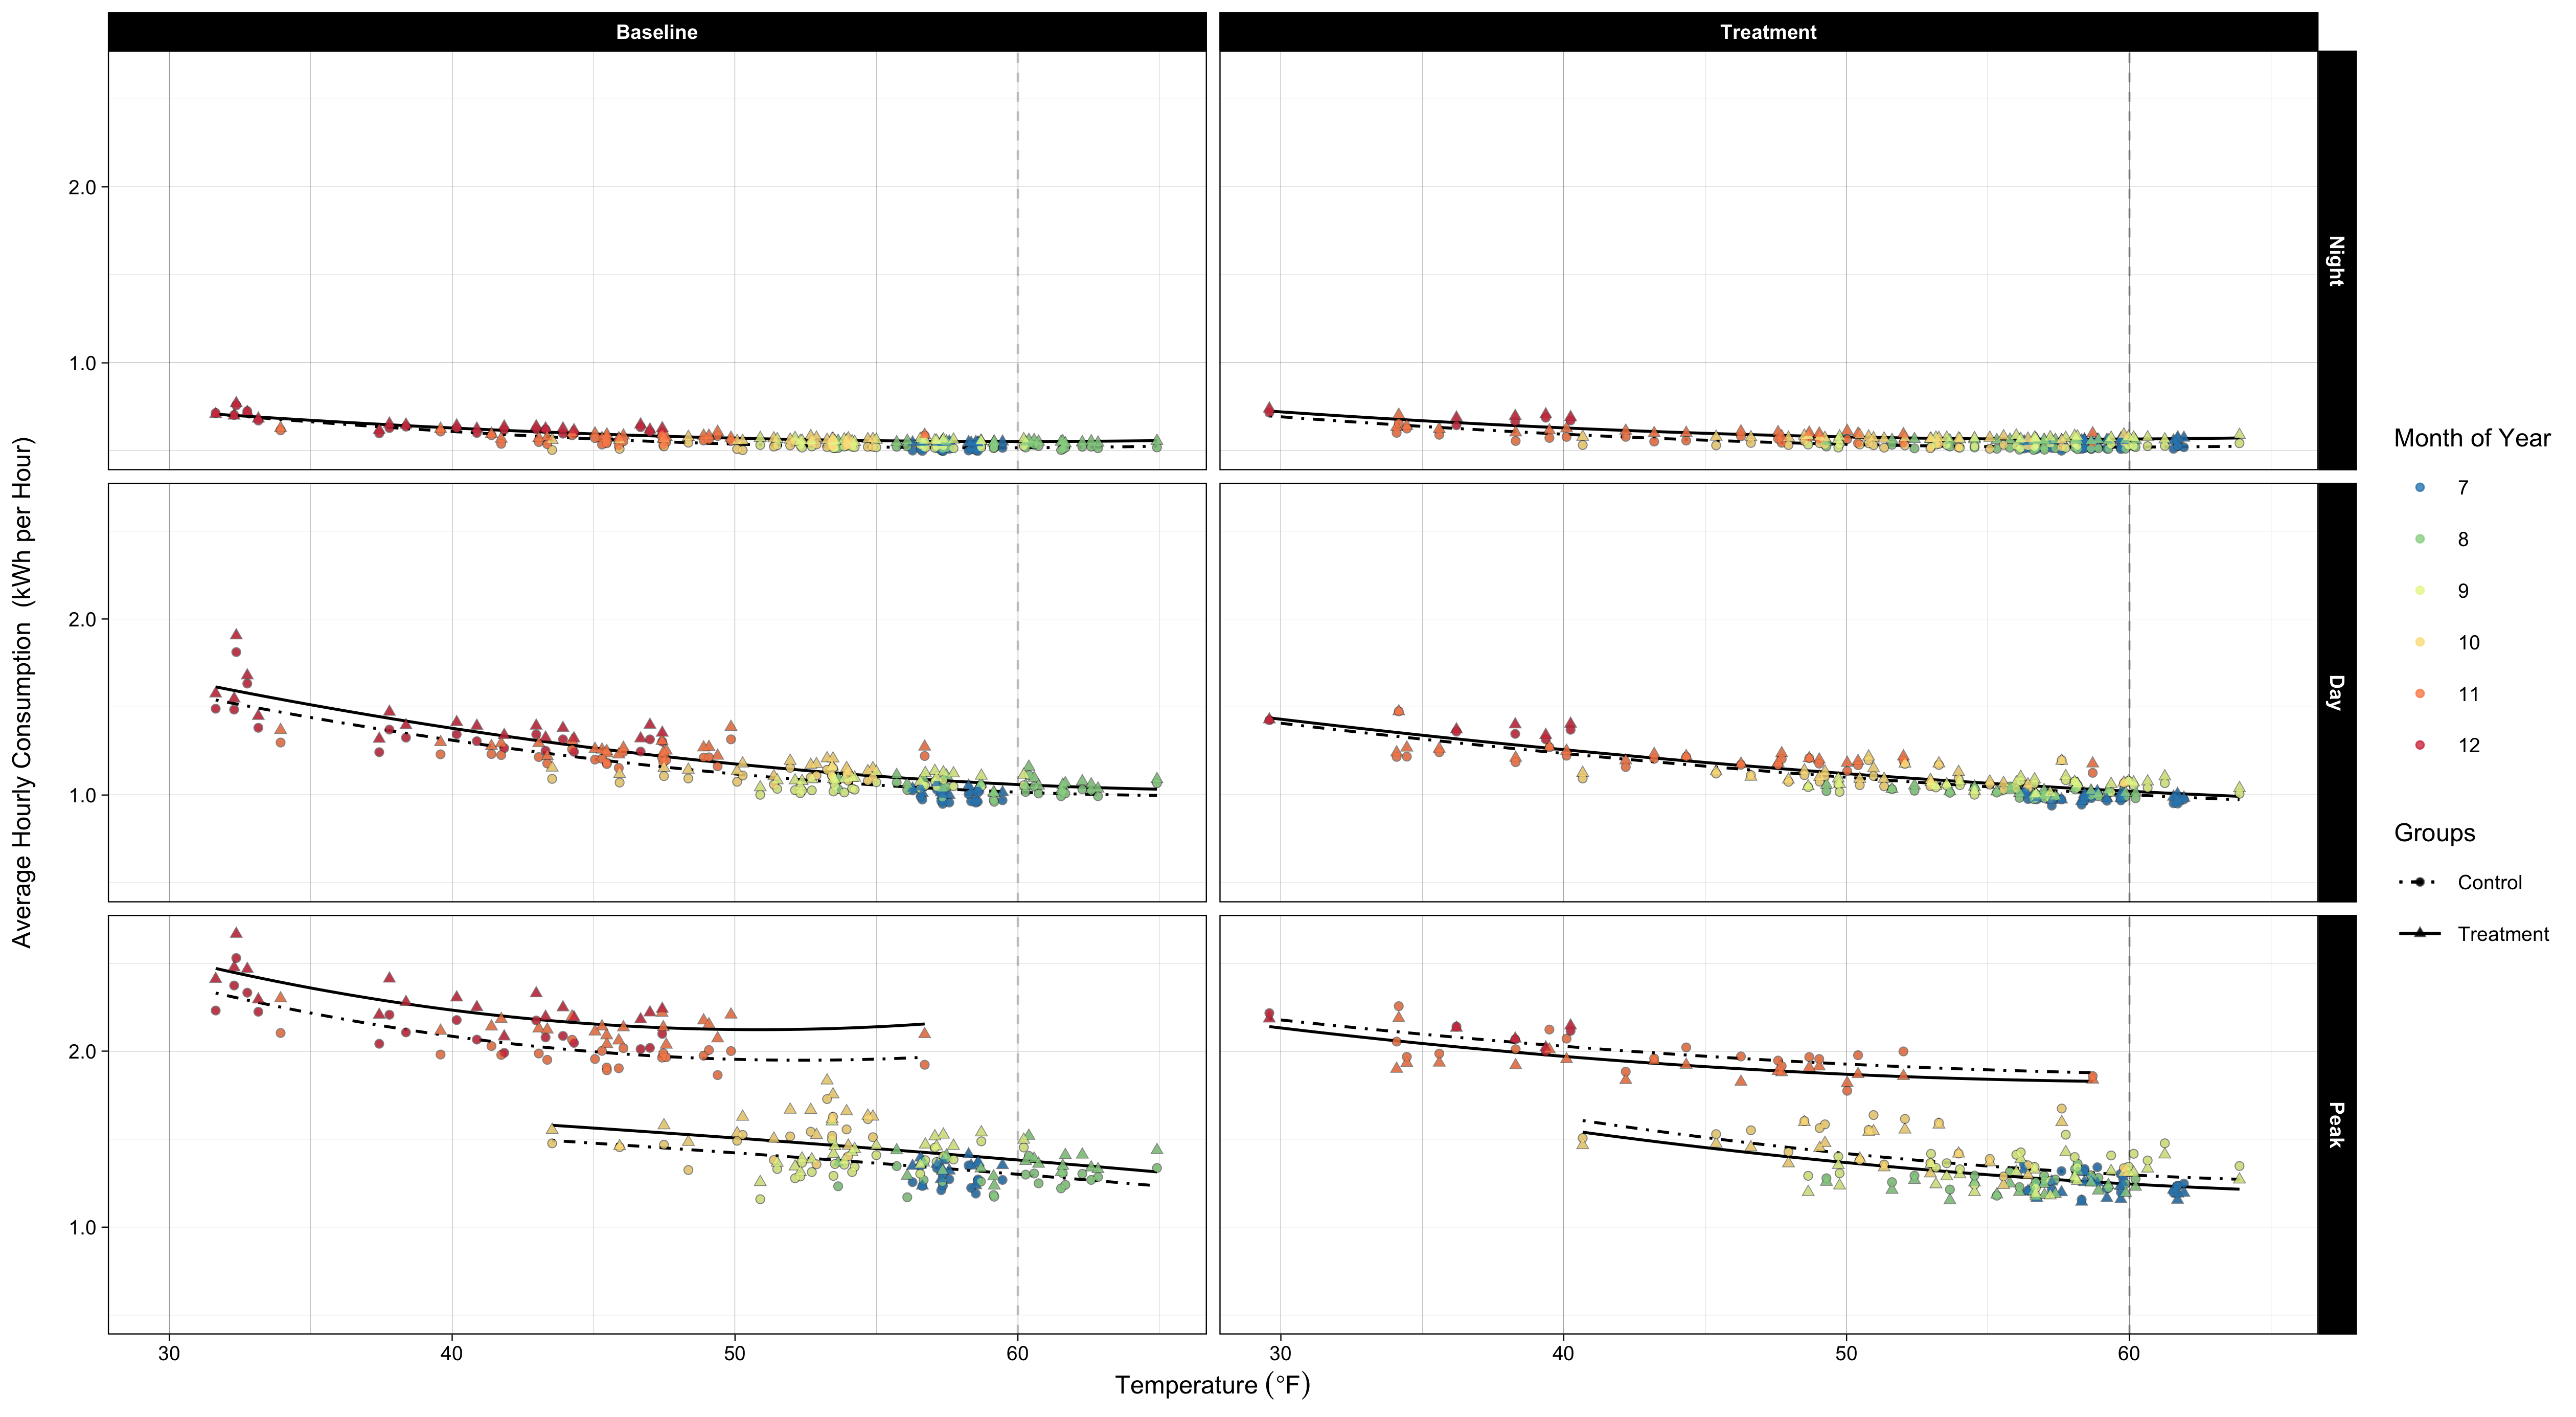 Baseline
Treatment
Average Hourly Consumption (kWh per Hour)
2.0
1.0
Night
2.0
1.0
Day
2.0
1.0
Peak
30
40
50
60
30
40
50
60
Temperature (°F)
Month of Year
7
8
9
10
11
12
Groups
Control
Treatment